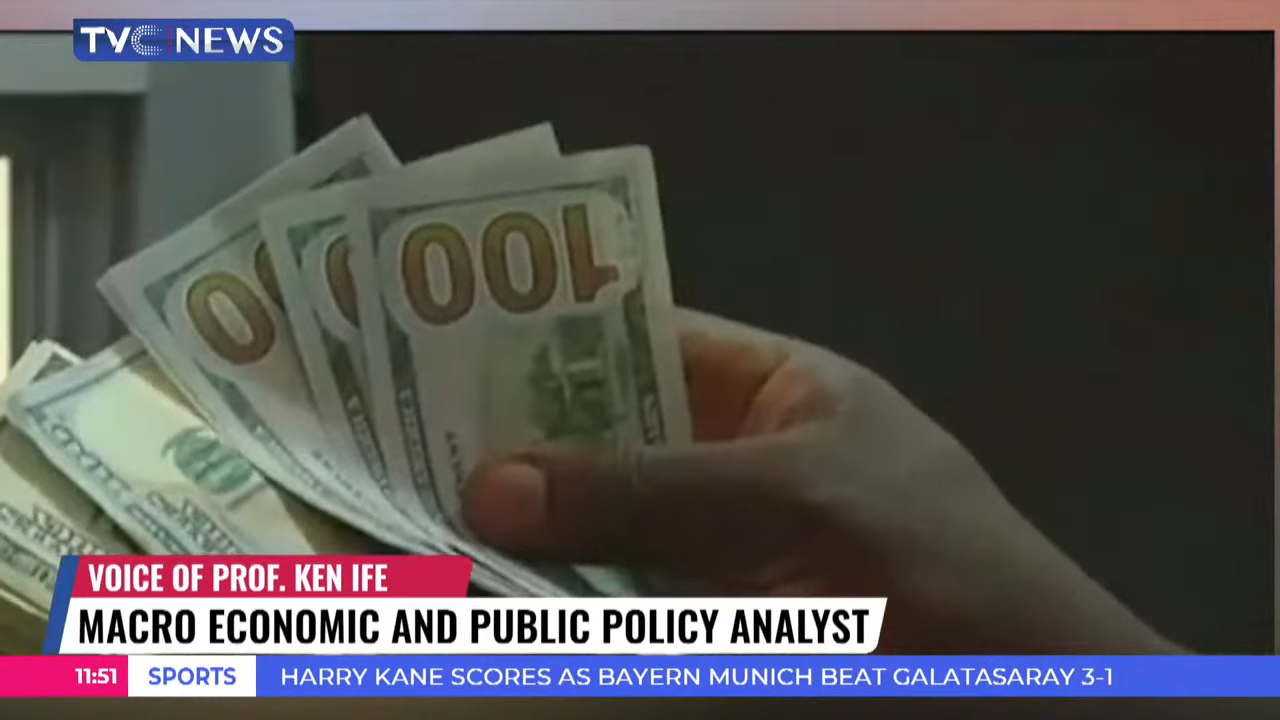 TVC NEWS
100
VOICE OF PROF. KEN IFE
MACRO ECONOMIC AND PUBLIC POLICY ANALYST
11:51 SPORTS HARRY KANE SCORES AS BAYERN MUNICH BEAT GALATASARAY 3-1